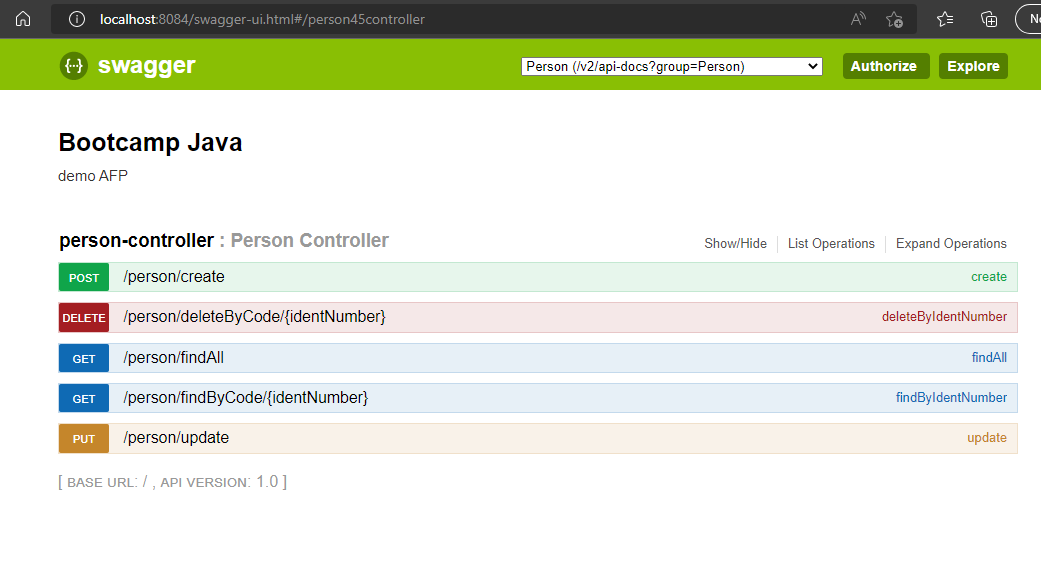 localhost:8084/swagger-ui.html#/person45controller
{··} swagger Person (/v2/api-docs?group=Person) Authorize Explore
Bootcamp Java
demo AFP
person-controller : Person Controller Show/Hide List Operations Expand Operations
POST /person/create create
DELETE /person/deleteByCode/{identNumber} deleteByIdentNumber
GET /person/findAll findAll
GET /person/findByCode/{identNumber} findByIdentNumber
PUT /person/update update
[ BASE URL: / , API VERSION: 1.0 ]